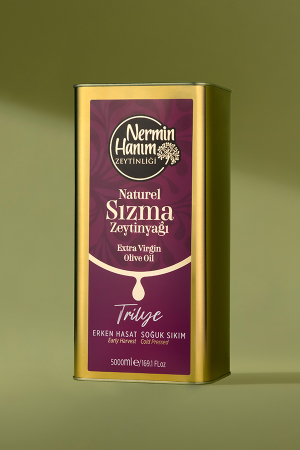 Nermin
Hanım
ZEYTİNLİĞİ
Naturel
Sızma
Zeytinyağı
Extra Virgin
Olive Oil
Trilye
ERKEN HASAT SOĞUK SIKIM
Early Harvest Cold Pressed
5000ml e/169.1 FL.oz